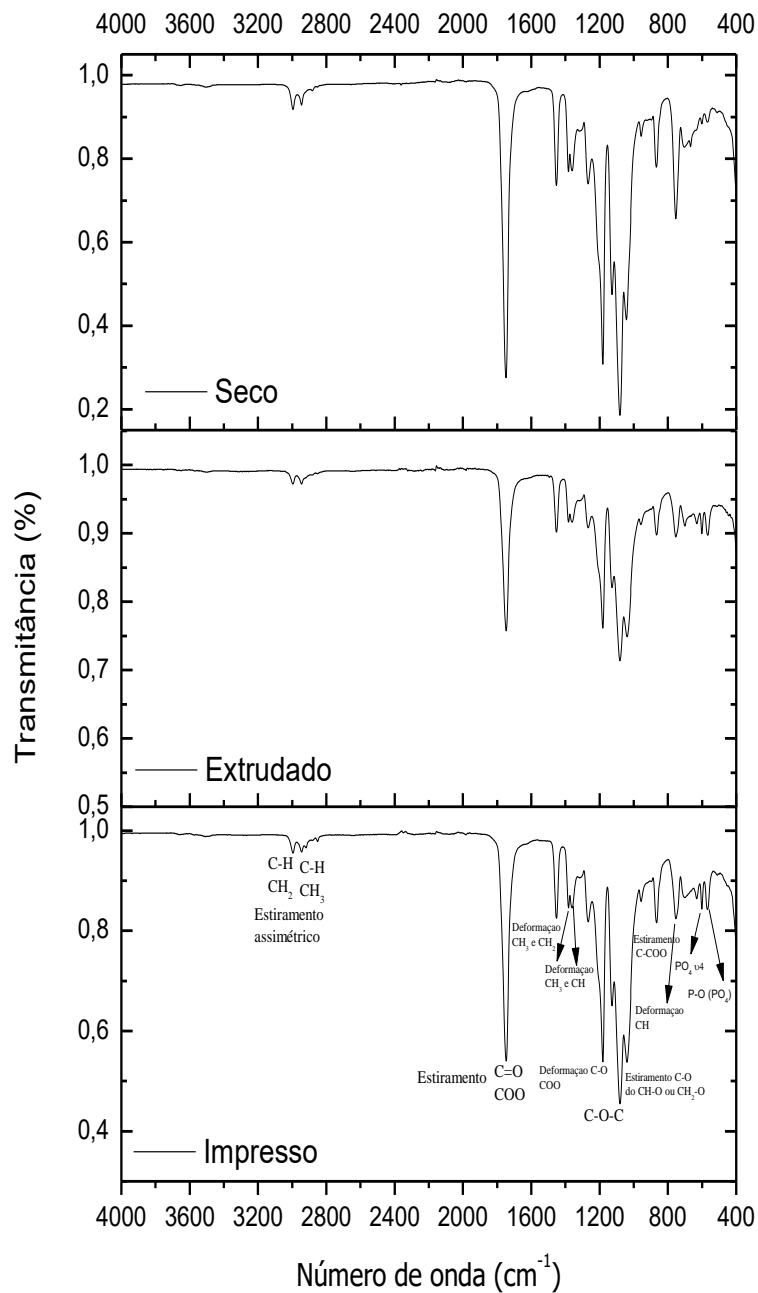 4000 3600 3200 2800 2400 2000 1600 1200 800 400
1,0
0,8
0,6
0,4
0,2
Seco
1,0
0,9
0,8
0,7
0,6
0,5
Extrudado
Transmitância (%)
1,0
0,8
0,6
0,4
C-H C-H
CH₂ CH₃
Estiramento
assimétrico
Deformaçao
CH₃ e CH₂
Deformaçao
CH₃ e CH
Estiramento
C-COO
PO₄ υ4
P-O (PO₄)
Deformaçao
CH
Estiramento C=O
COO
Deformaçao C-O
COO
Estiramento C-O
do CH-O ou CH₂-O
C-O-C
Impresso
4000 3600 3200 2800 2400 2000 1600 1200 800 400
Número de onda (cm⁻¹)